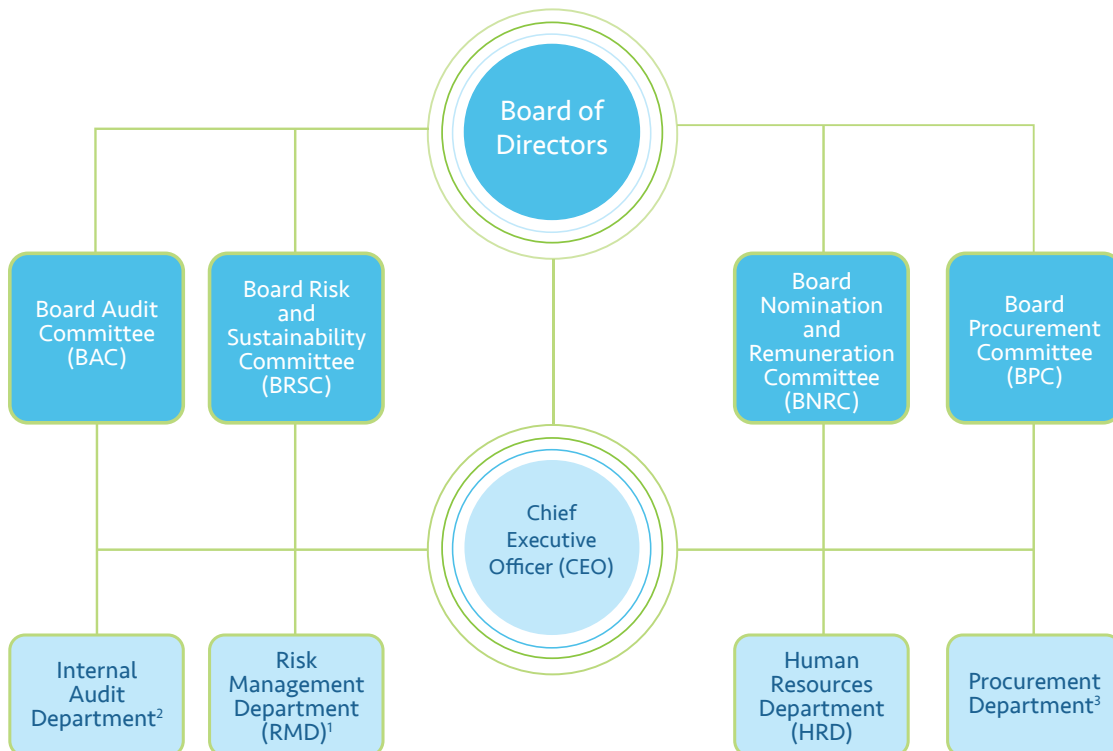 Board of
Directors
Board Audit
Committee
(BAC)
Board Risk
and
Sustainability
Committee
(BRSC)
Board
Nomination
and
Remuneration
Committee
(BNRC)
Board
Procurement
Committee
(BPC)
Chief
Executive
Officer (CEO)
Internal
Audit
Department²
Risk
Management
Department
(RMD)¹
Human
Resources
Department
(HRD)
Procurement
Department³